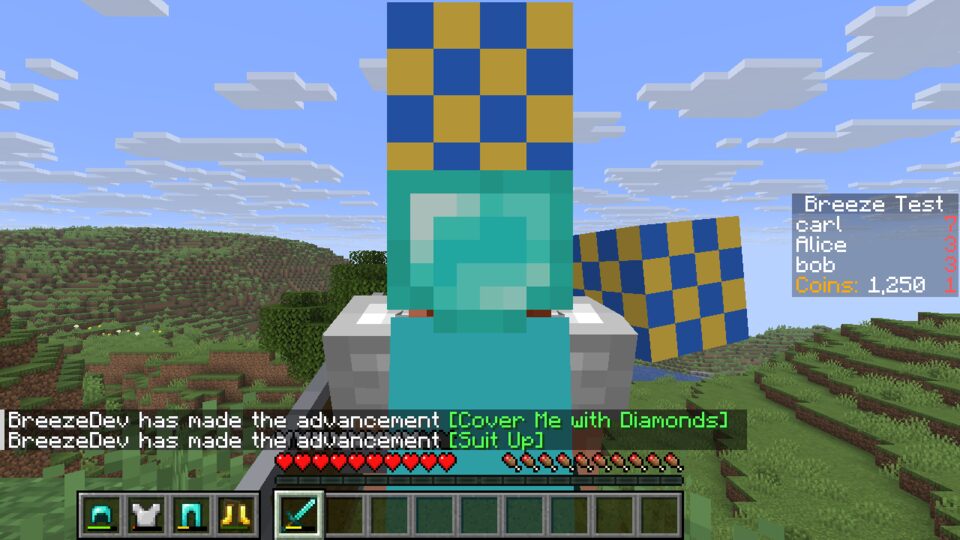 Breeze Test
carl 7
Alice 3
bob 3
Coins: 1,250 1
BreezeDev has made the advancement [Cover Me with Diamonds]
BreezeDev has made the advancement [Suit Up]